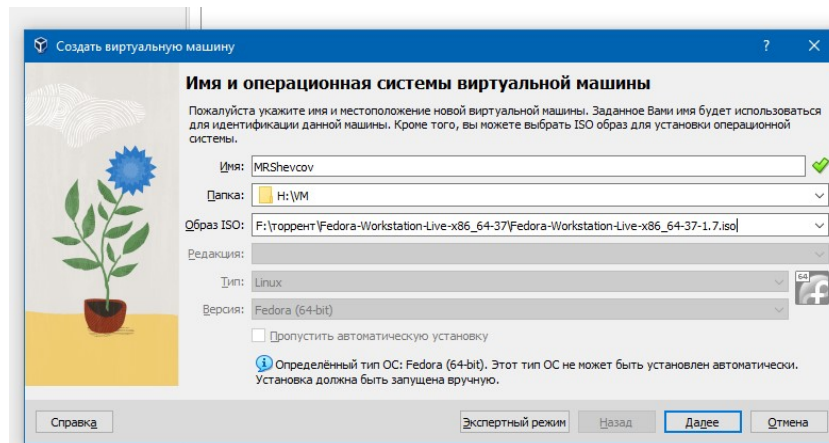 Создать виртуальную машину
Имя и операционная системы виртуальной машины
Пожалуйста укажите имя и местоположение новой виртуальной машины. Заданное Вами имя будет использоваться
для идентификации данной машины. Кроме того, вы можете выбрать ISO образ для установки операционной
системы.
Имя: MRShevcov
Папка: H:\VM
Образ ISO: F:\торрент\Fedora-Workstation-Live-x86_64-37\Fedora-Workstation-Live-x86_64-37-1.7.iso
Редакция:
Тип: Linux
64
Версия: Fedora (64-bit)
Пропустить автоматическую установку
Определённый тип ОС: Fedora (64-bit). Этот тип ОС не может быть установлен автоматически.
Установка должна быть запущена вручную.
Справка Экспертный режим Назад Далее Отмена